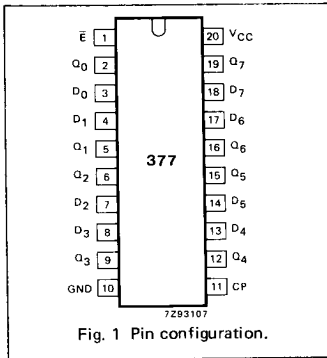 E̅ 1 20 VCC
Q0 2 19 Q7
D0 3 18 D7
D1 4 17 D6
Q1 5 16 Q6
377
Q2 6 15 Q5
D2 7 14 D5
D3 8 13 D4
Q3 9 12 Q4
GND 10 11 CP
7Z93107
Fig. 1 Pin configuration.